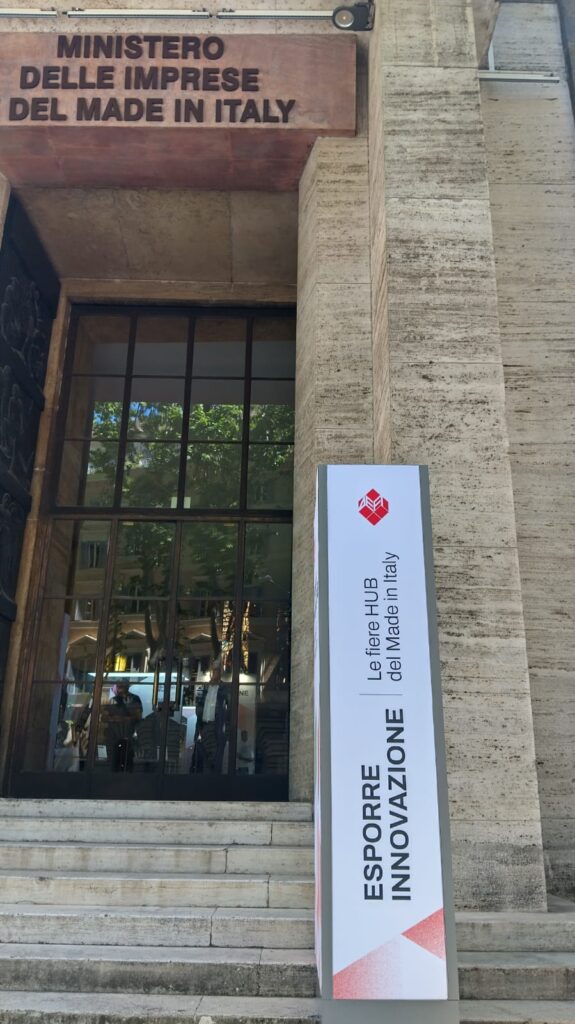 MINISTERO
DELLE IMPRESE
DEL MADE IN ITALY
ESPORRE
INNOVAZIONE
Le fiere HUB
del Made in Italy